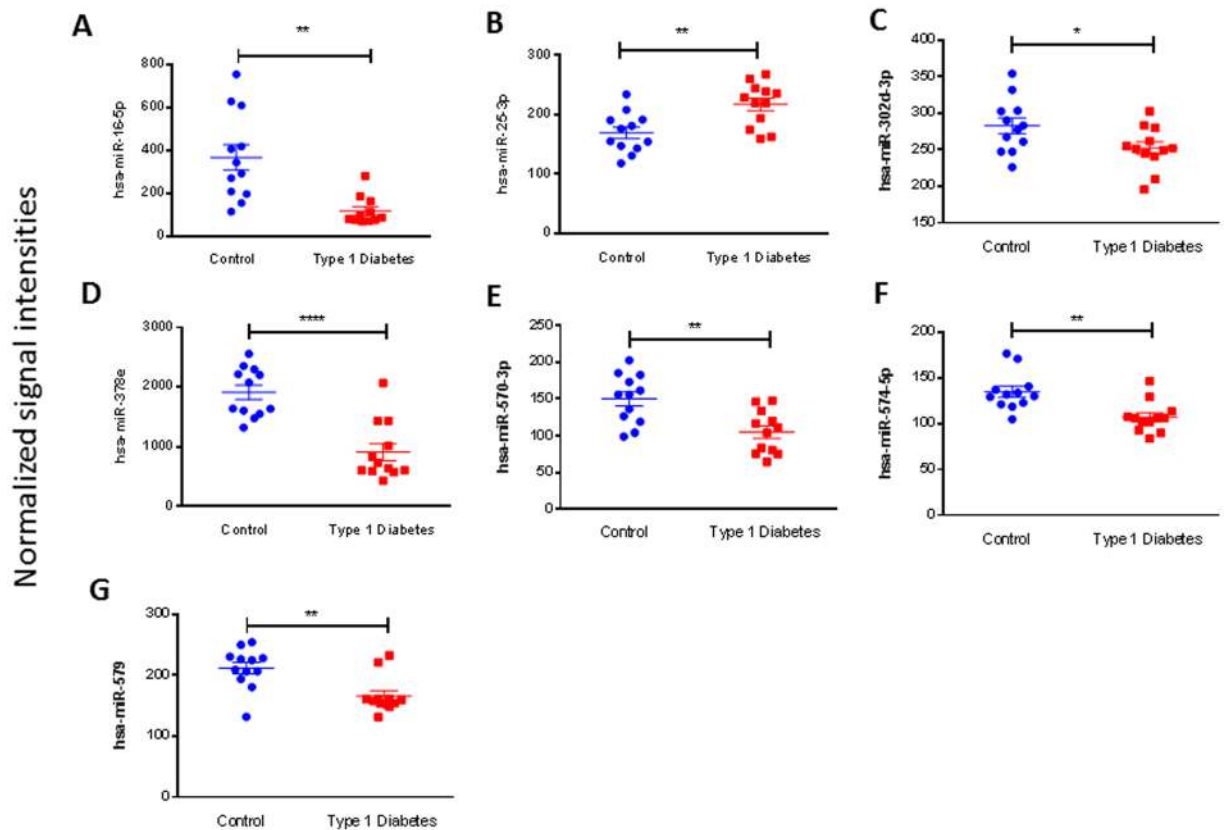 Normalized signal intensities
A
**
hsa-miR-16-5p
800
600
400
200
0
Control Type 1 Diabetes
B
**
hsa-miR-25-3p
300
200
100
0
Control Type 1 Diabetes
C
*
hsa-miR-302d-3p
400
350
300
250
200
150
Control Type 1 Diabetes
D
****
hsa-miR-378e
3000
2000
1000
0
Control Type 1 Diabetes
E
**
hsa-miR-570-3p
250
200
150
100
50
0
Control Type 1 Diabetes
F
**
hsa-miR-574-5p
200
150
100
50
0
Control Type 1 Diabetes
G
**
hsa-miR-579
300
200
100
0
Control Type 1 Diabetes